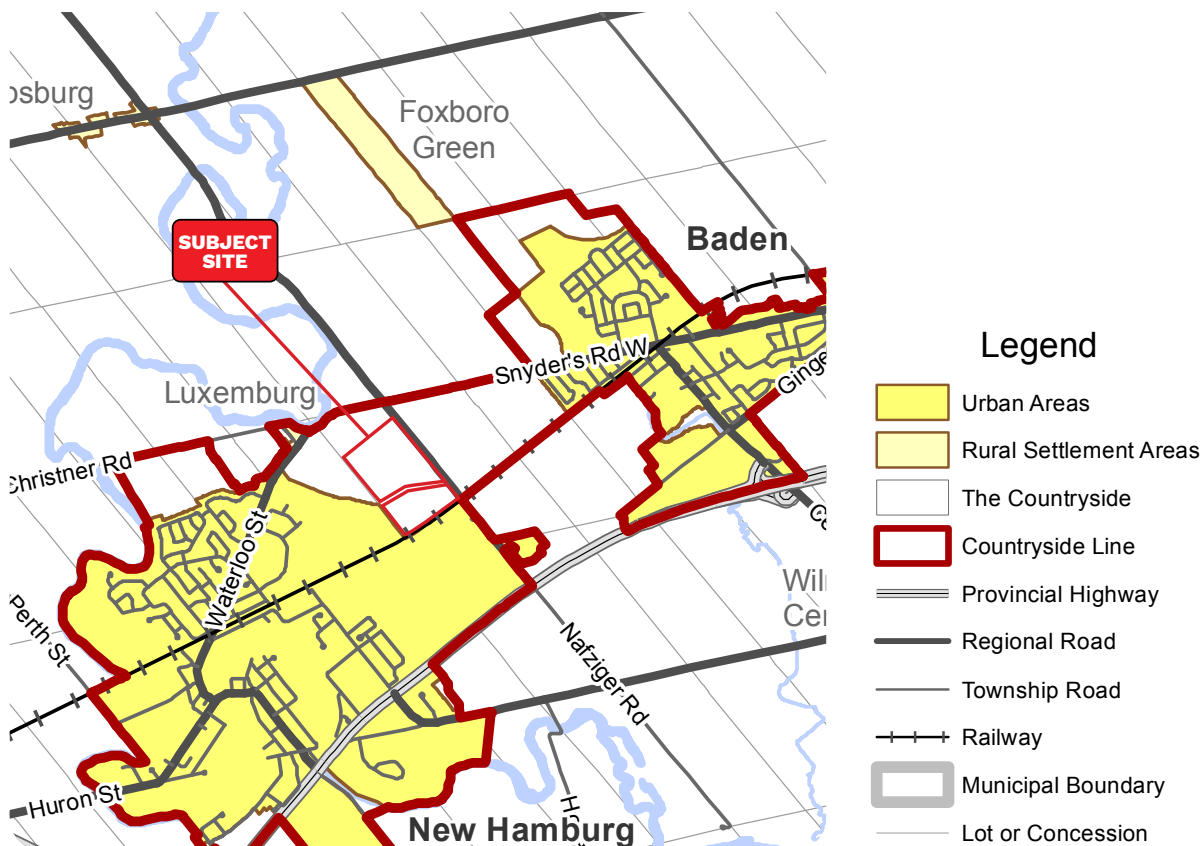 osburg
Foxboro
Green
SUBJECT
SITE
Baden
Snyder's Rd W
Luxemburg
Christner Rd
Waterloo St
Perth St
Nafziger Rd
Huron St
New Hamburg
Legend
Urban Areas
Rural Settlement Areas
The Countryside
Countryside Line
Provincial Highway
Regional Road
Township Road
Railway
Municipal Boundary
Lot or Concession